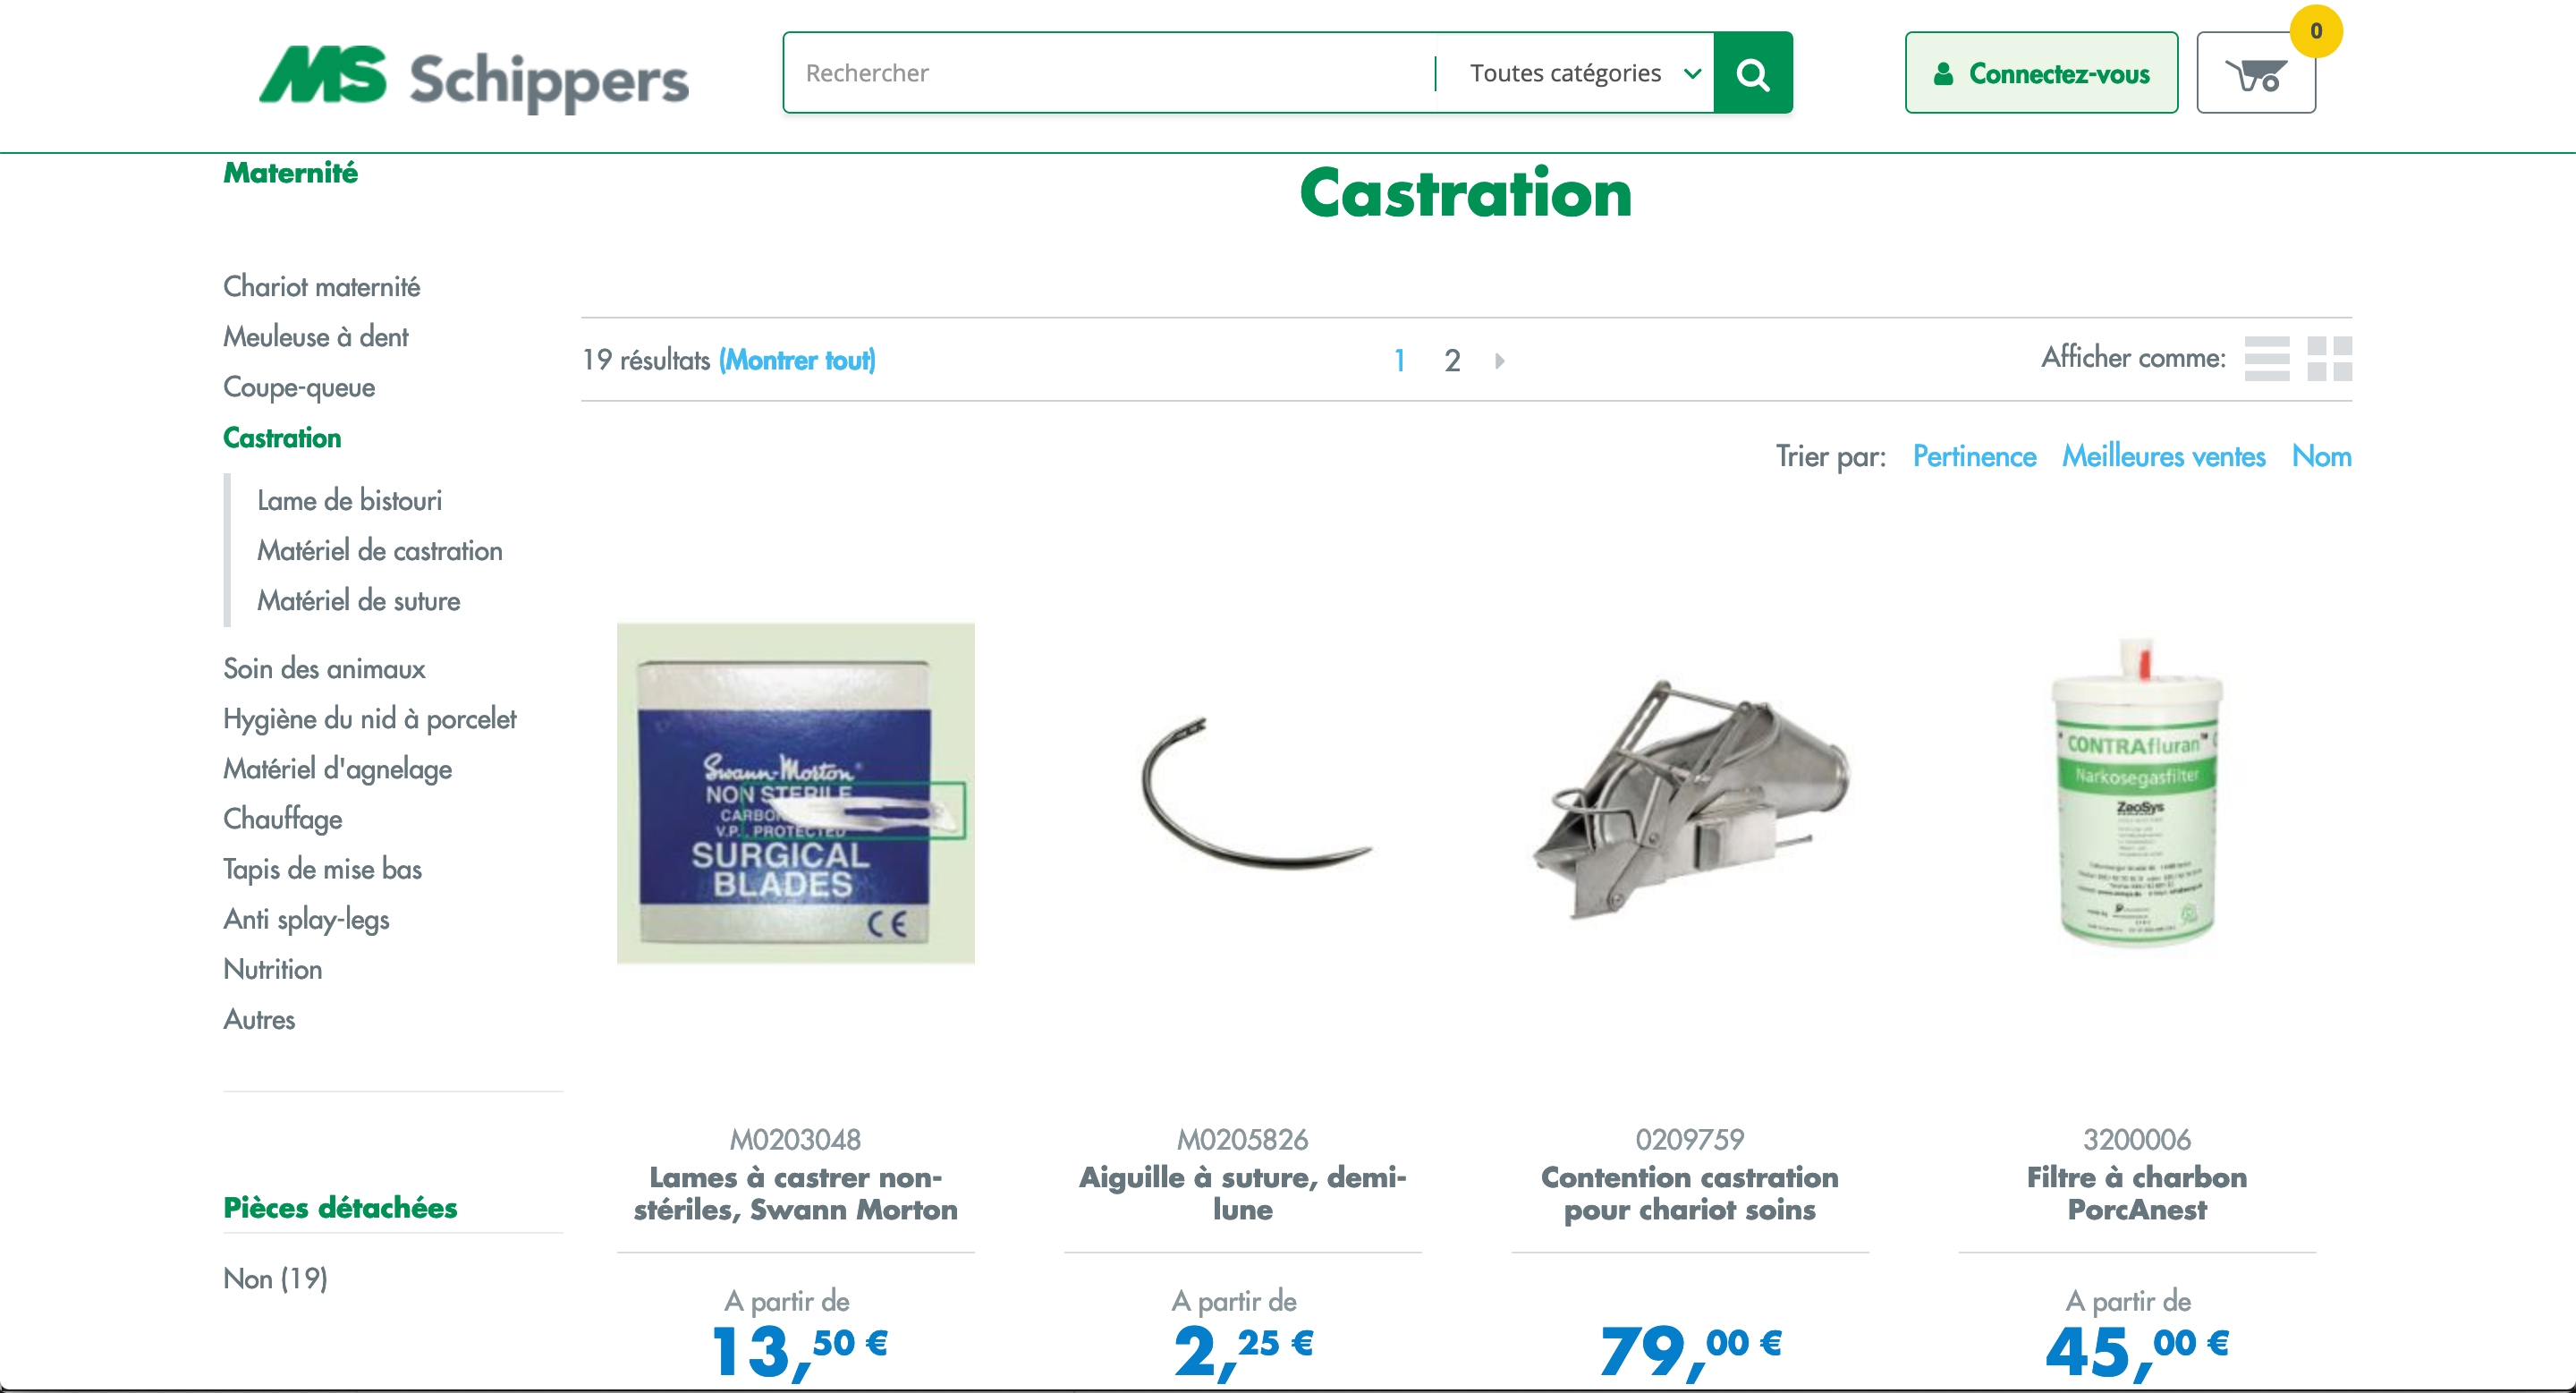 MS Schippers
Rechercher
Toutes catégories
Connectez-vous
0
Maternité
Chariot maternité
Meuleuse à dent
Coupe-queue
Castration
Lame de bistouri
Matériel de castration
Matériel de suture
Soin des animaux
Hygiène du nid à porcelet
Matériel d'agnelage
Chauffage
Tapis de mise bas
Anti splay-legs
Nutrition
Autres
Pièces détachées
Non (19)
Castration
19 résultats (Montrer tout)
1 2
Afficher comme:
Trier par: Pertinence Meilleures ventes Nom
Swann-Morton
NON STERILE
CARBON
V.P. PROTECTED
SURGICAL
BLADES
CE
M0203048
Lames à castrer non-
stériles, Swann Morton
A partir de
13,50 €
M0205826
Aiguille à suture, demi-
lune
A partir de
2,25 €
0209759
Contention castration
pour chariot soins
79,00 €
CONTRAfluran™
Narkosegasfilter
ZeoSys
3200006
Filtre à charbon
PorcAnest
A partir de
45,00 €